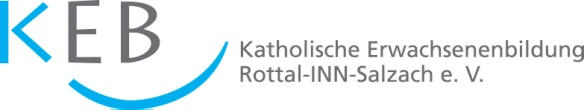 KEB
Katholische Erwachsenenbildung
Rottal-INN-Salzach e. V.